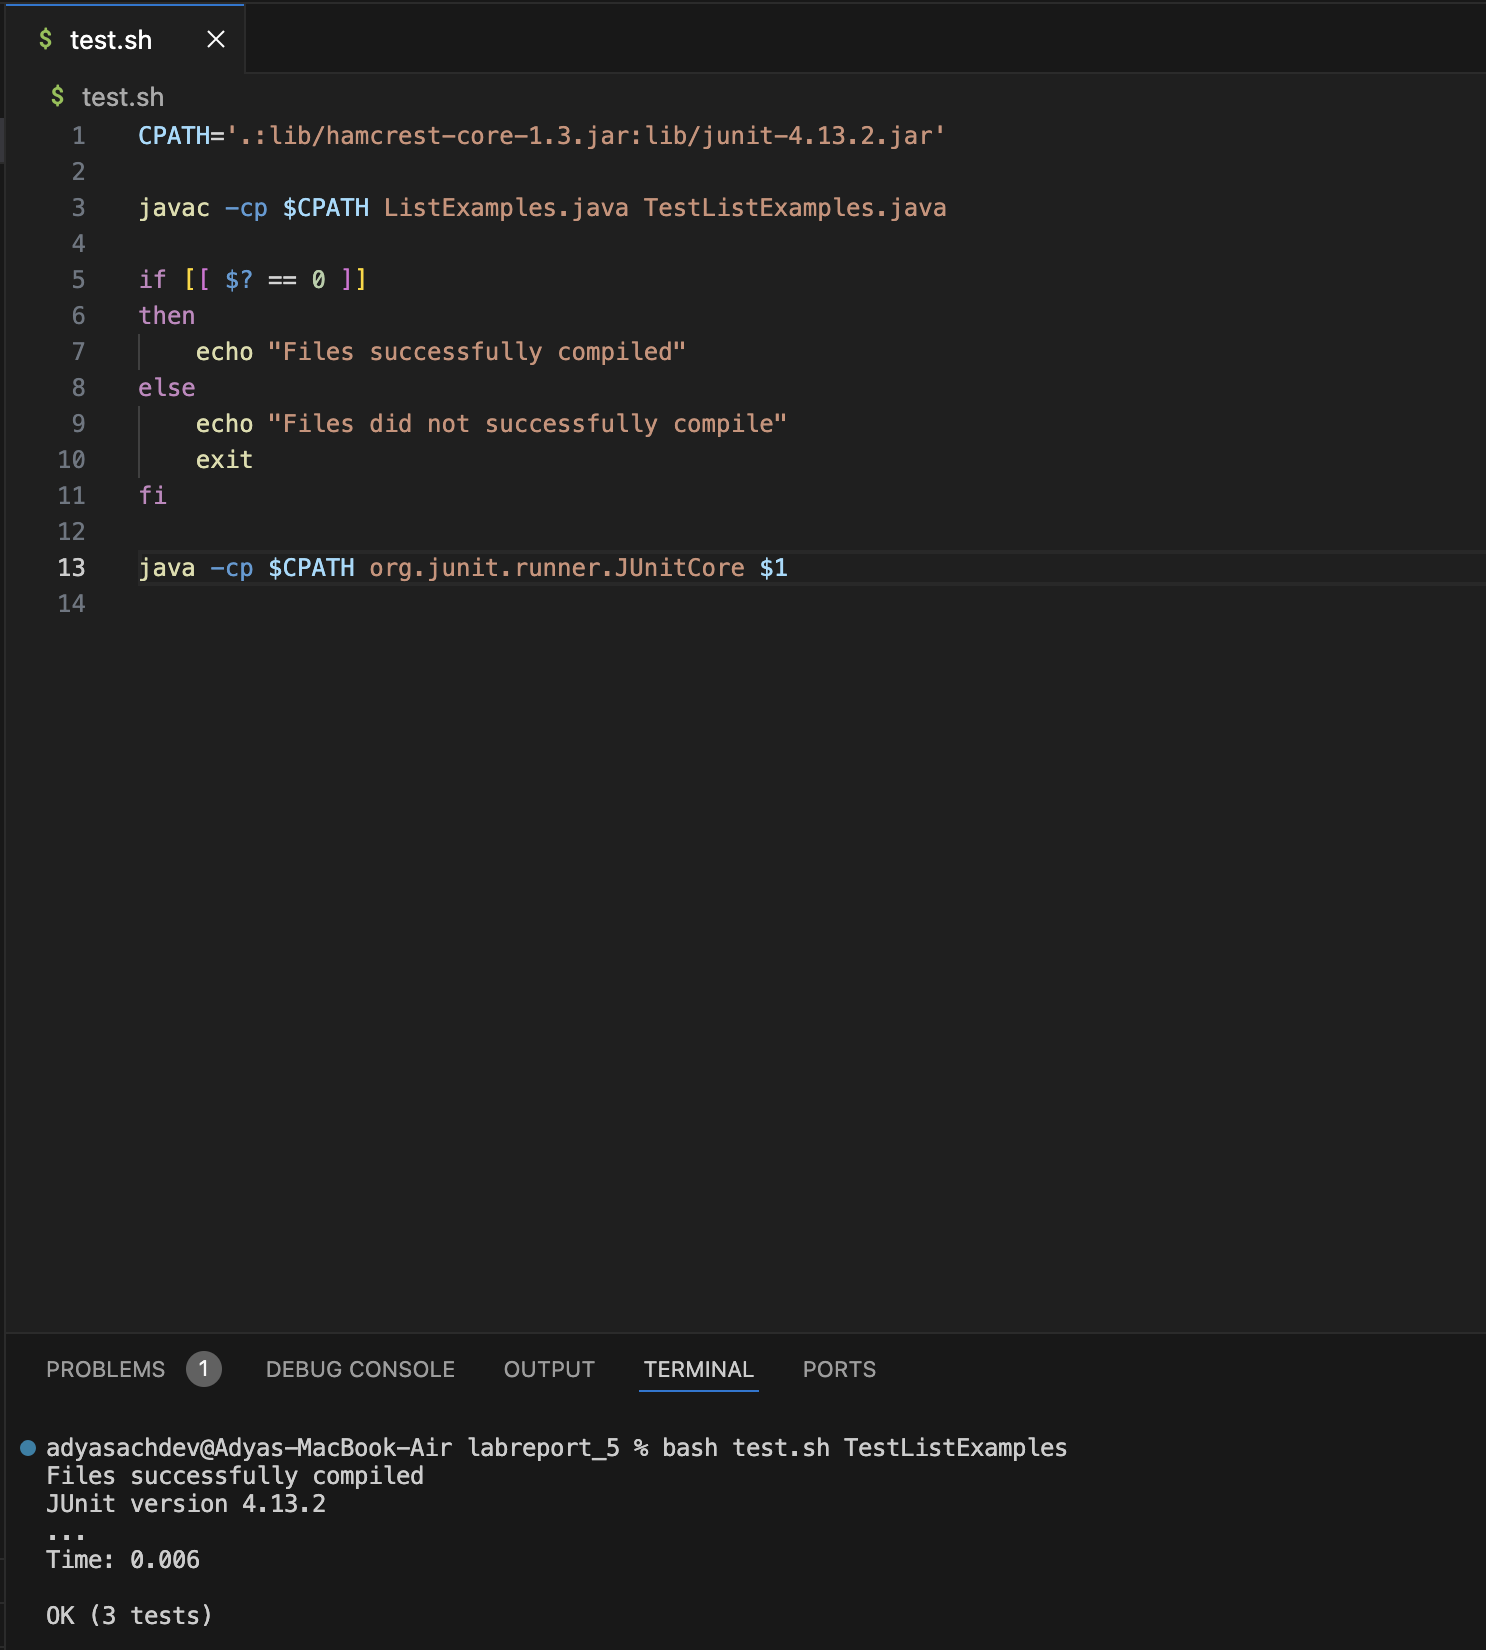 $ test.sh ×
$ test.sh
1 CPATH='.:lib/hamcrest-core-1.3.jar:lib/junit-4.13.2.jar'
2
3 javac -cp $CPATH ListExamples.java TestListExamples.java
4
5 if [[ $? == 0 ]]
6 then
7     echo "Files successfully compiled"
8 else
9     echo "Files did not successfully compile"
10     exit
11 fi
12
13 java -cp $CPATH org.junit.runner.JUnitCore $1
14
PROBLEMS 1 DEBUG CONSOLE OUTPUT TERMINAL PORTS
adyasachdev@Adyas-MacBook-Air labreport_5 % bash test.sh TestListExamples
Files successfully compiled
JUnit version 4.13.2
...
Time: 0.006
OK (3 tests)